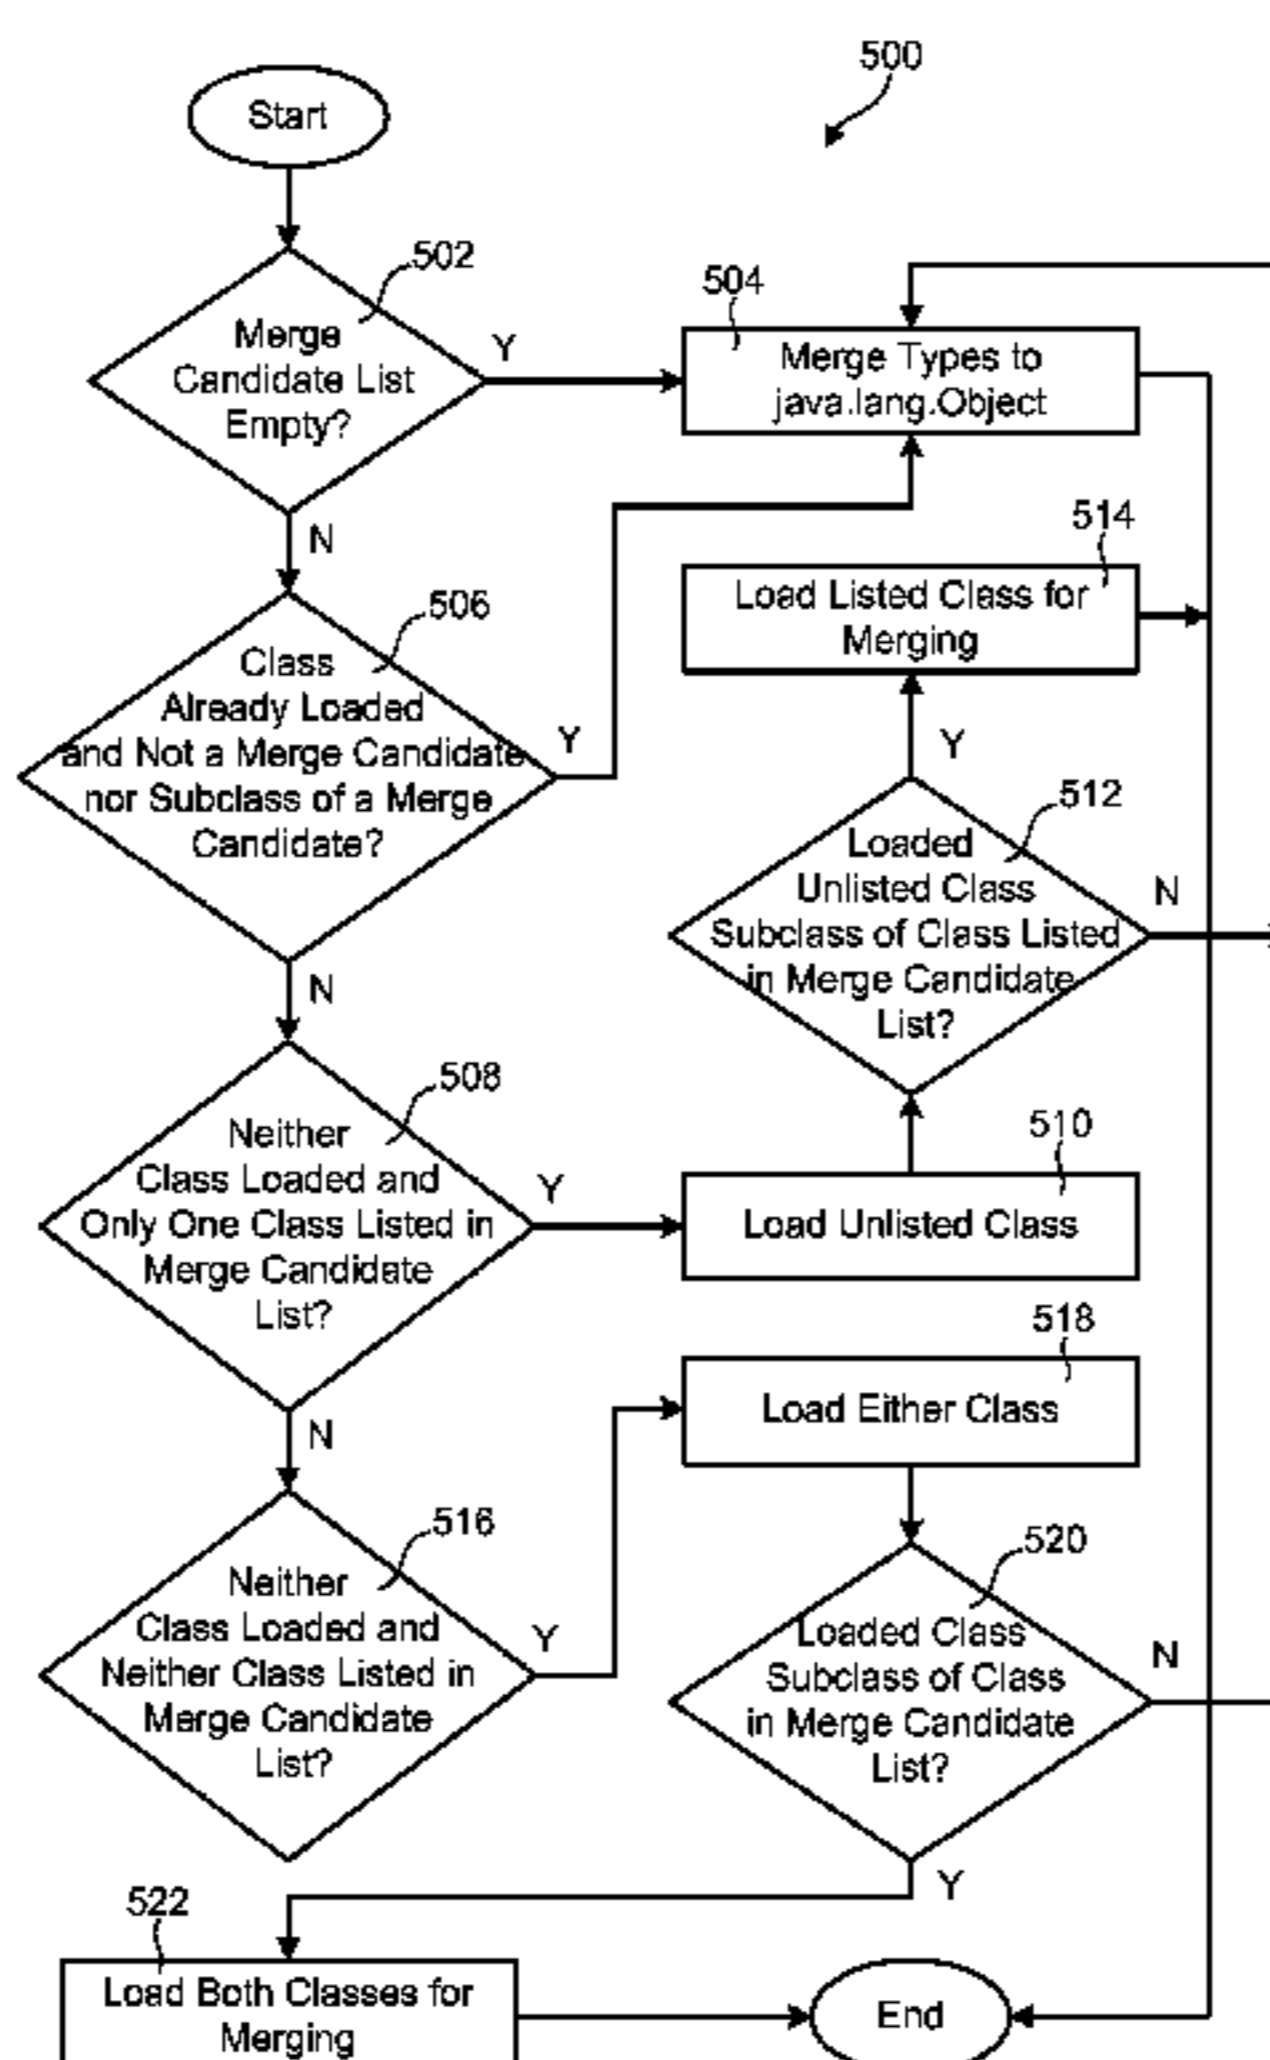 500
Start
502
Merge
Candidate List
Empty?
Y
504
Merge Types to
java.lang.Object
N
506
Class
Already Loaded
and Not a Merge Candidate
nor Subclass of a Merge
Candidate?
Y
514
Load Listed Class for
Merging
Y
512
Loaded
Unlisted Class
Subclass of Class Listed
in Merge Candidate
List?
N
N
508
Neither
Class Loaded and
Only One Class Listed in
Merge Candidate
List?
Y
510
Load Unlisted Class
518
Load Either Class
N
516
Neither
Class Loaded and
Neither Class Listed in
Merge Candidate
List?
Y
520
Loaded Class
Subclass of Class
in Merge Candidate
List?
N
Y
522
Load Both Classes for
Merging
End